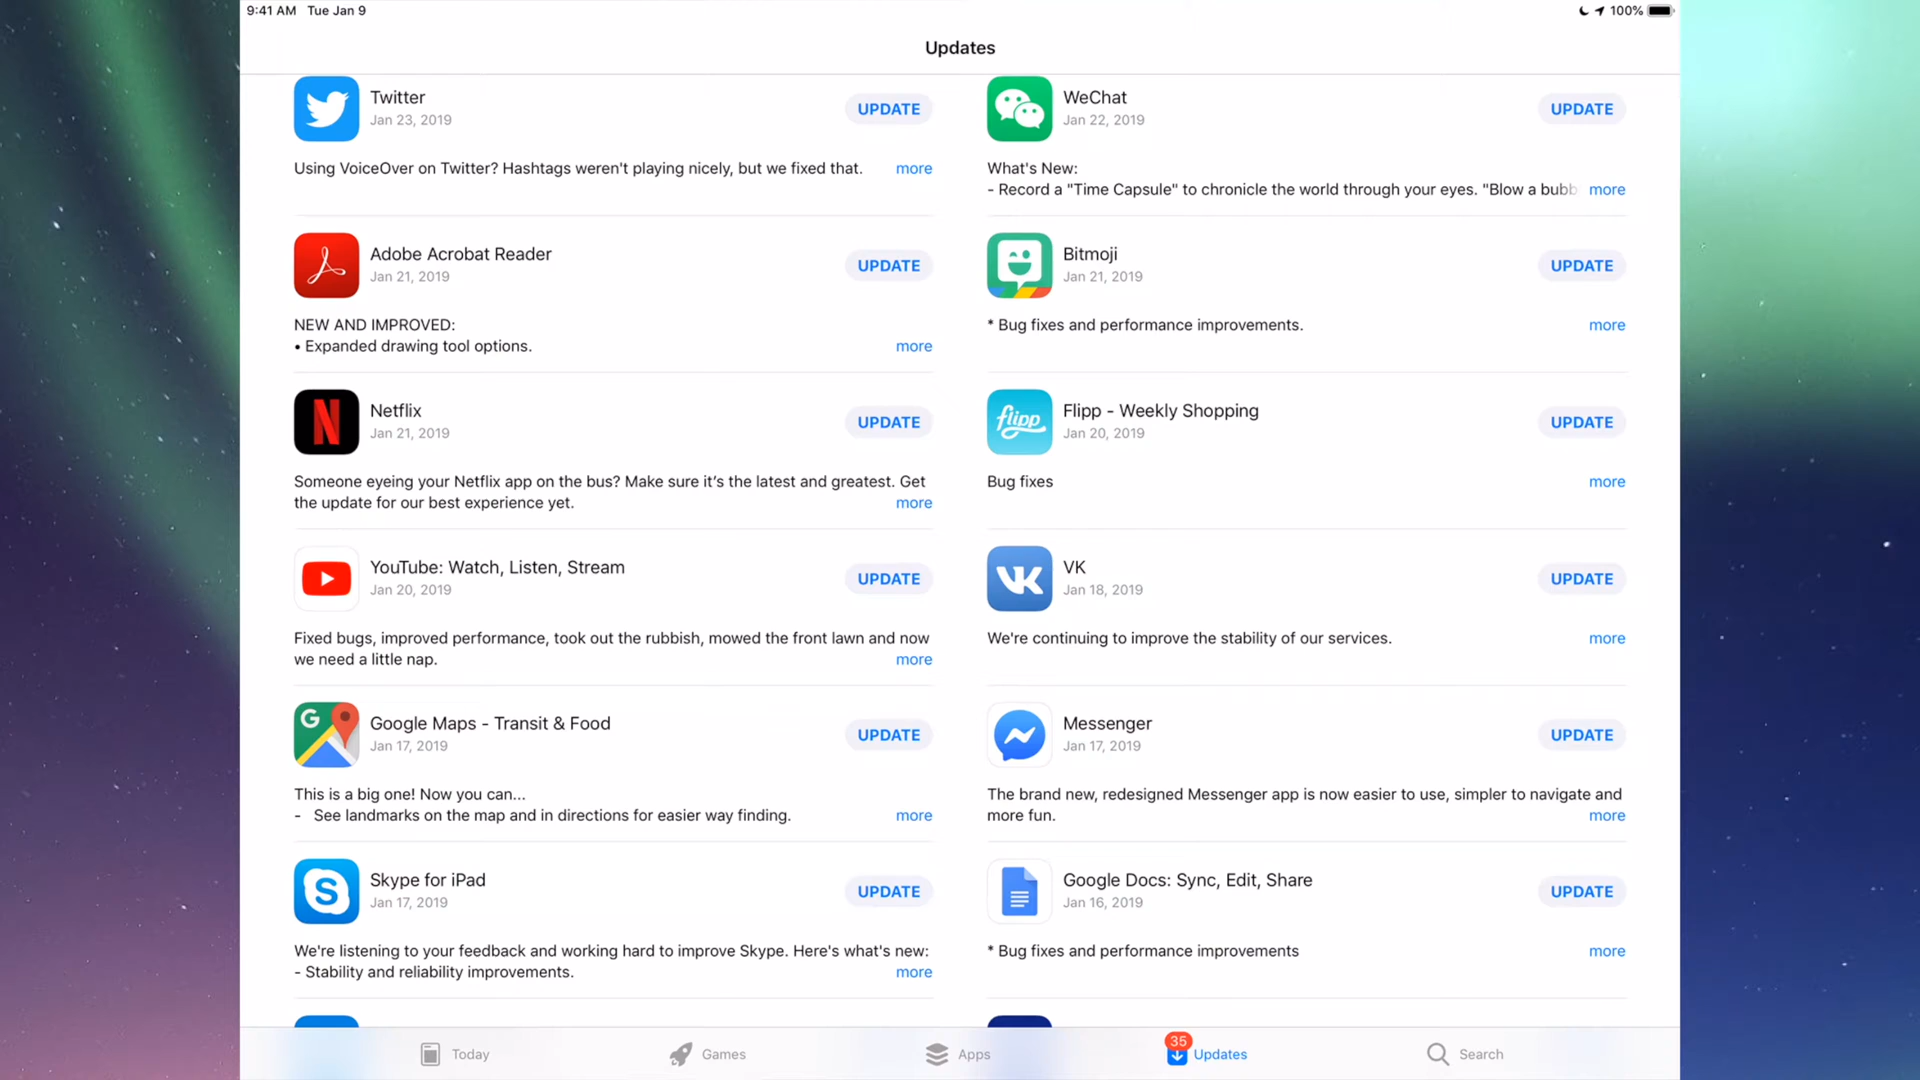 9:41 AM Tue Jan 9
100%
Updates
Twitter
Jan 23, 2019
UPDATE
Using VoiceOver on Twitter? Hashtags weren't playing nicely, but we fixed that.
more
WeChat
Jan 22, 2019
UPDATE
What's New:
- Record a "Time Capsule" to chronicle the world through your eyes. "Blow a bubb
more
Adobe Acrobat Reader
Jan 21, 2019
UPDATE
NEW AND IMPROVED:
• Expanded drawing tool options.
more
Bitmoji
Jan 21, 2019
UPDATE
* Bug fixes and performance improvements.
more
N
Netflix
Jan 21, 2019
UPDATE
Someone eyeing your Netflix app on the bus? Make sure it’s the latest and greatest. Get
the update for our best experience yet.
more
flipp
Flipp - Weekly Shopping
Jan 20, 2019
UPDATE
Bug fixes
more
YouTube: Watch, Listen, Stream
Jan 20, 2019
UPDATE
Fixed bugs, improved performance, took out the rubbish, mowed the front lawn and now
we need a little nap.
more
VK
VK
Jan 18, 2019
UPDATE
We're continuing to improve the stability of our services.
more
G
Google Maps - Transit & Food
Jan 17, 2019
UPDATE
This is a big one! Now you can...
- See landmarks on the map and in directions for easier way finding.
more
Messenger
Jan 17, 2019
UPDATE
The brand new, redesigned Messenger app is now easier to use, simpler to navigate and
more fun.
more
S
Skype for iPad
Jan 17, 2019
UPDATE
We're listening to your feedback and working hard to improve Skype. Here's what's new:
- Stability and reliability improvements.
more
Google Docs: Sync, Edit, Share
Jan 16, 2019
UPDATE
* Bug fixes and performance improvements
more
Today
Games
Apps
35
Updates
Search